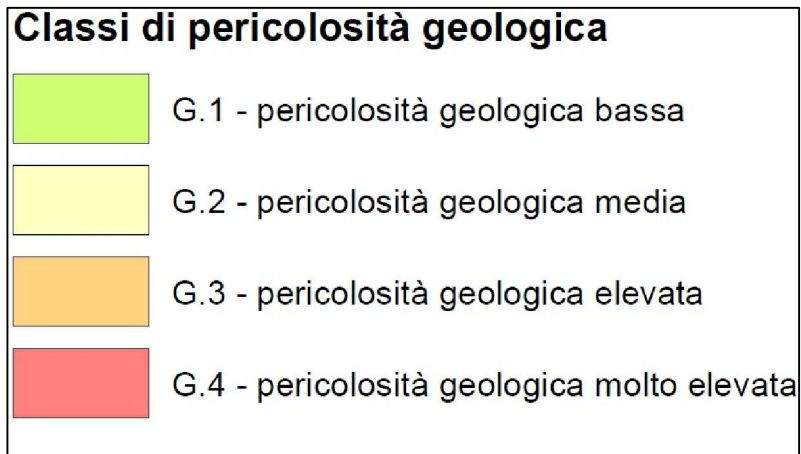 Classi di pericolosità geologica
G.1 - pericolosità geologica bassa
G.2 - pericolosità geologica media
G.3 - pericolosità geologica elevata
G.4 - pericolosità geologica molto elevata